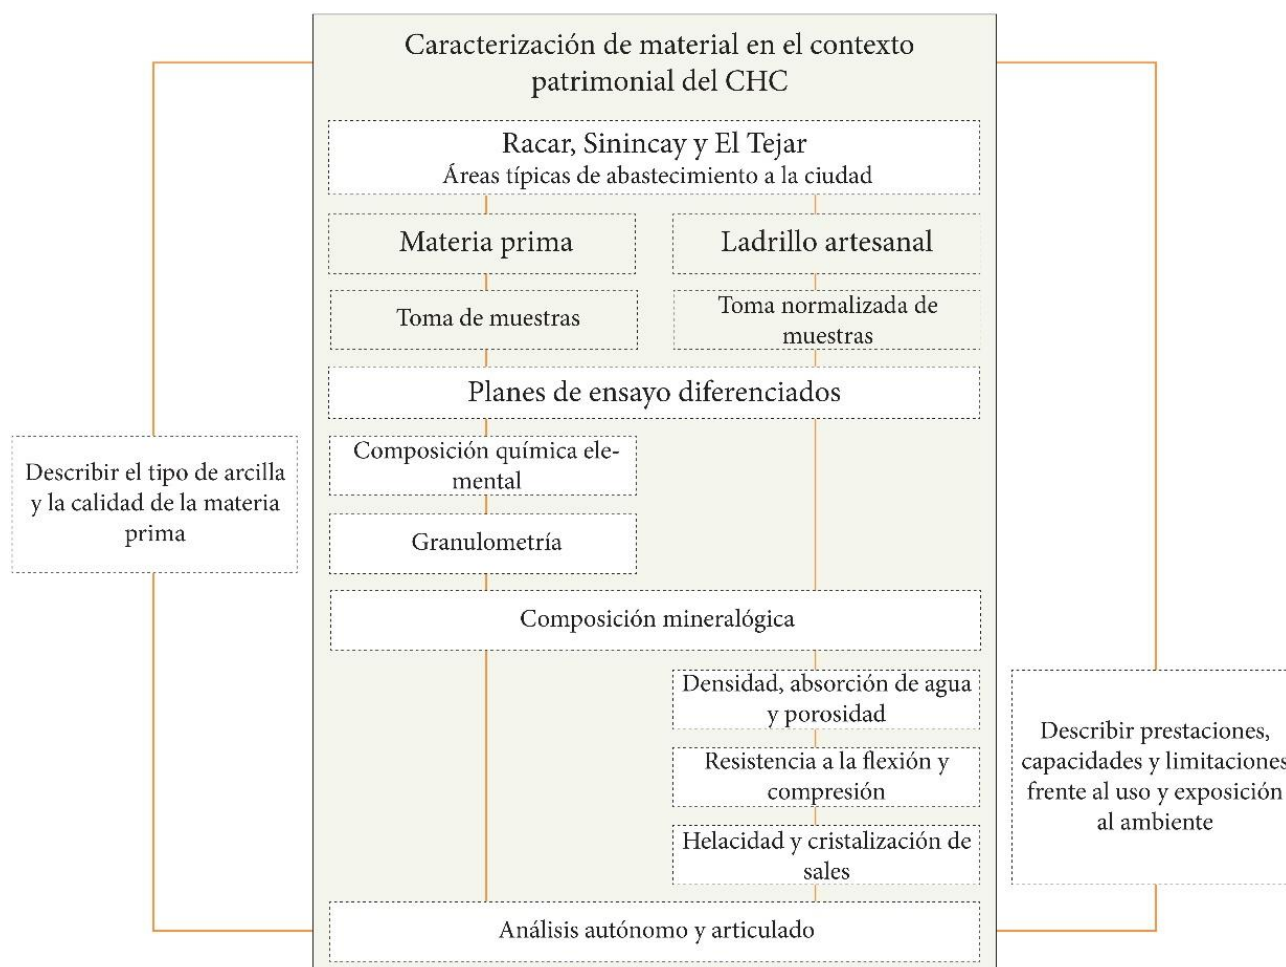 Caracterización de material en el contexto
patrimonial del CHC
Racar, Sinincay y El Tejar
Áreas típicas de abastecimiento a la ciudad
Materia prima
Ladrillo artesanal
Toma de muestras
Toma normalizada de
muestras
Planes de ensayo diferenciados
Composición química ele-
mental
Granulometría
Describir el tipo de arcilla
y la calidad de la materia
prima
Composición mineralógica
Densidad, absorción de agua
y porosidad
Resistencia a la flexión y
compresión
Helacidad y cristalización de
sales
Describir prestaciones,
capacidades y limitaciones
frente al uso y exposición
al ambiente
Análisis autónomo y articulado